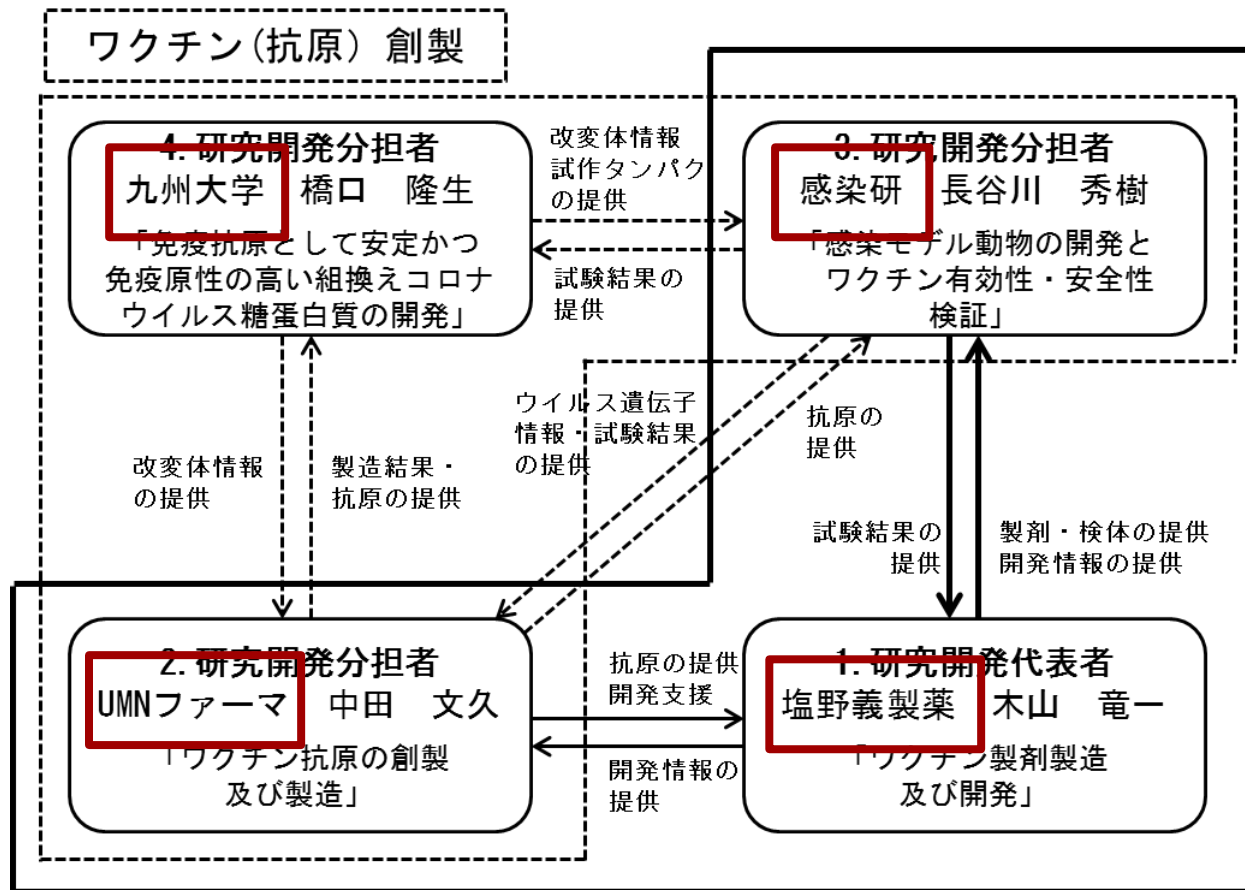 ワクチン(抗原) 創製
4. 研究開発分担者
九州大学　橋口　隆生
「免疫抗原として安定かつ
免疫原性の高い組換えコロナ
ウイルス糖蛋白質の開発」
改変体情報
試作タンパク
の提供
試験結果の
提供
3. 研究開発分担者
感染研　長谷川　秀樹
「感染モデル動物の開発と
ワクチン有効性・安全性
検証」
改変体情報
の提供
製造結果・
抗原の提供
ウイルス遺伝子
情報・試験結果
の提供
抗原の
提供
試験結果の
提供
製剤・検体の提供
開発情報の提供
2. 研究開発分担者
UMNファーマ　中田　文久
「ワクチン抗原の創製
及び製造」
抗原の提供
開発支援
開発情報の
提供
1. 研究開発代表者
塩野義製薬　木山　竜一
「ワクチン製剤製造
及び開発」